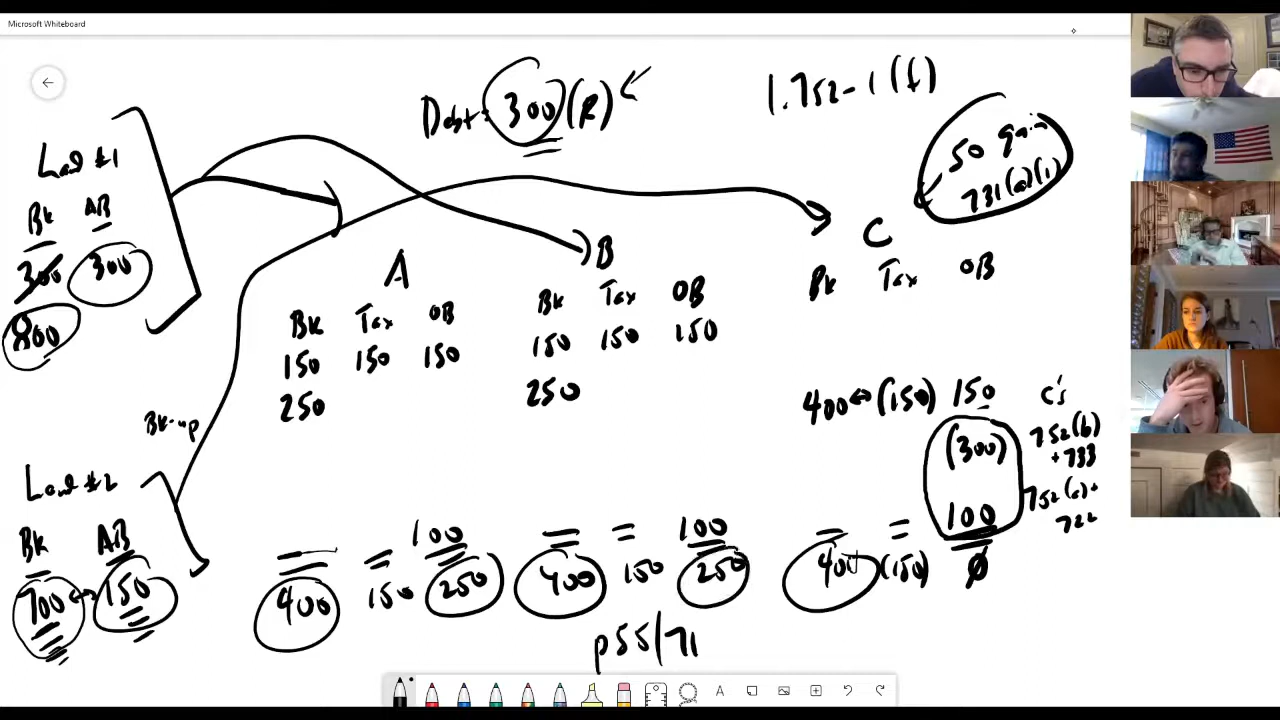 Microsoft Whiteboard
Debt = 300 (R)
1.752-1(f)
50 gain
731(a)(1)
Land #1
Bk AB
300 300
800
A
Bk Tax OB
150 150 150
250
B
Bk Tax OB
150 150 150
250
C
Bk Tax OB
400 (150) 150 C's
(300) 752(b)
+ 733
100 752(a) +
722
Bk-up
Land #2
Bk AB
700 150
100
400 150 250
100
400 150 250
400 (150) 0
p55/71
A